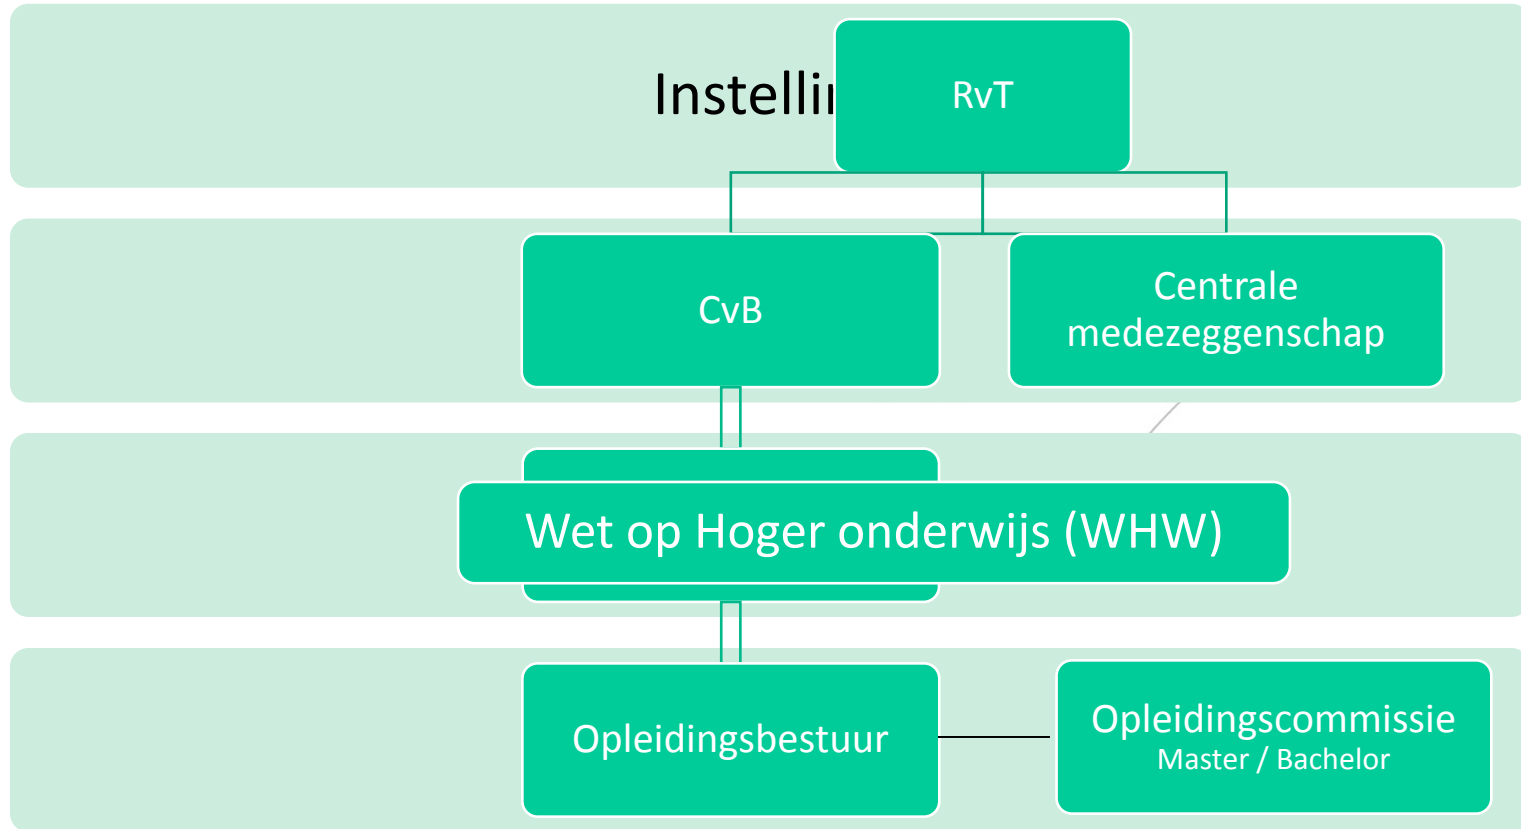 RvT
CvB
Centrale
medezeggenschap
Wet op Hoger onderwijs (WHW)
Opleidingsbestuur
Opleidingscommissie
Master / Bachelor